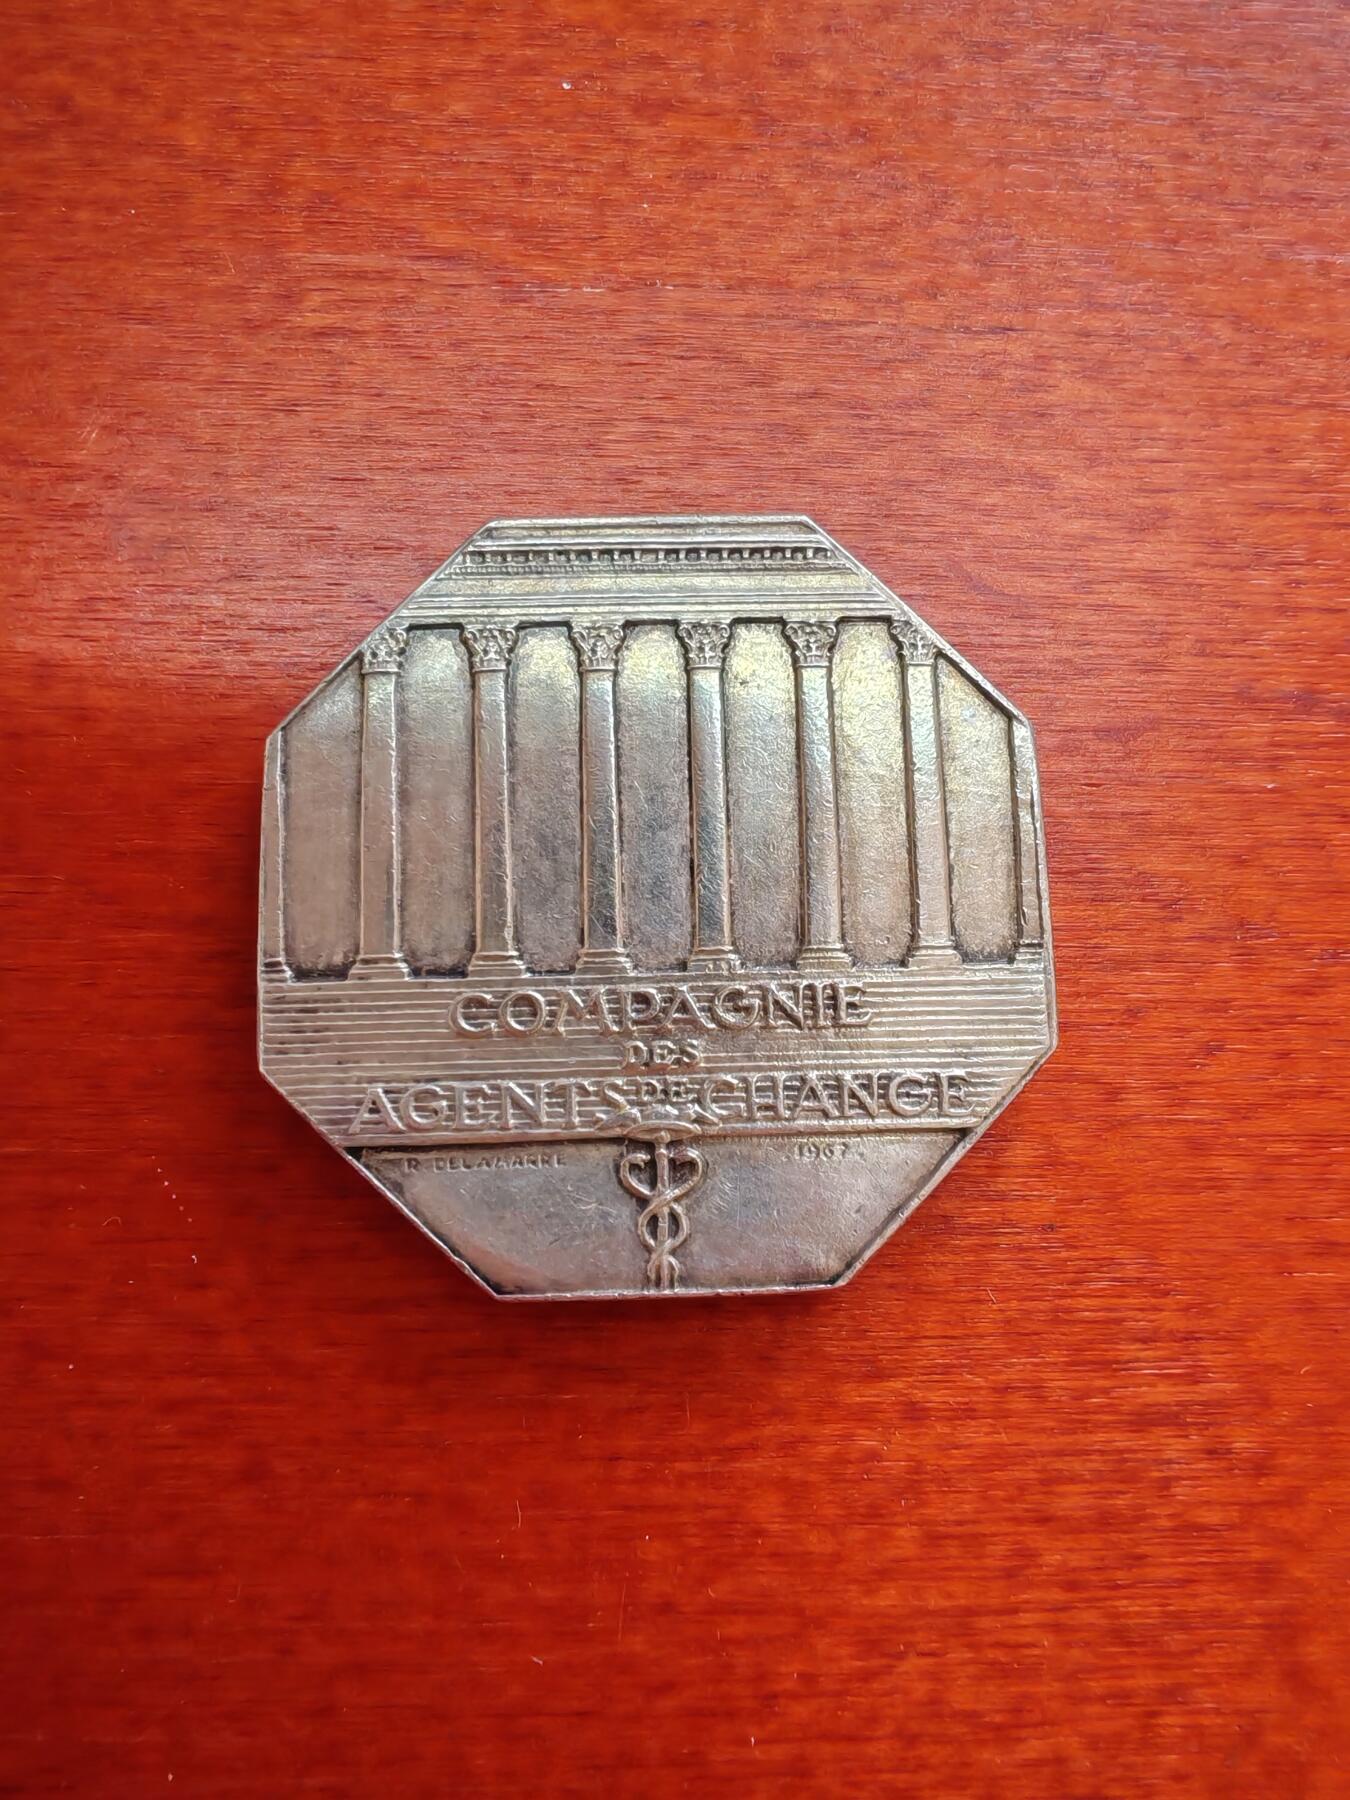 COMPAGNIE
DES
AGENTS DE CHANGE
R. DELAMARRE 1967.